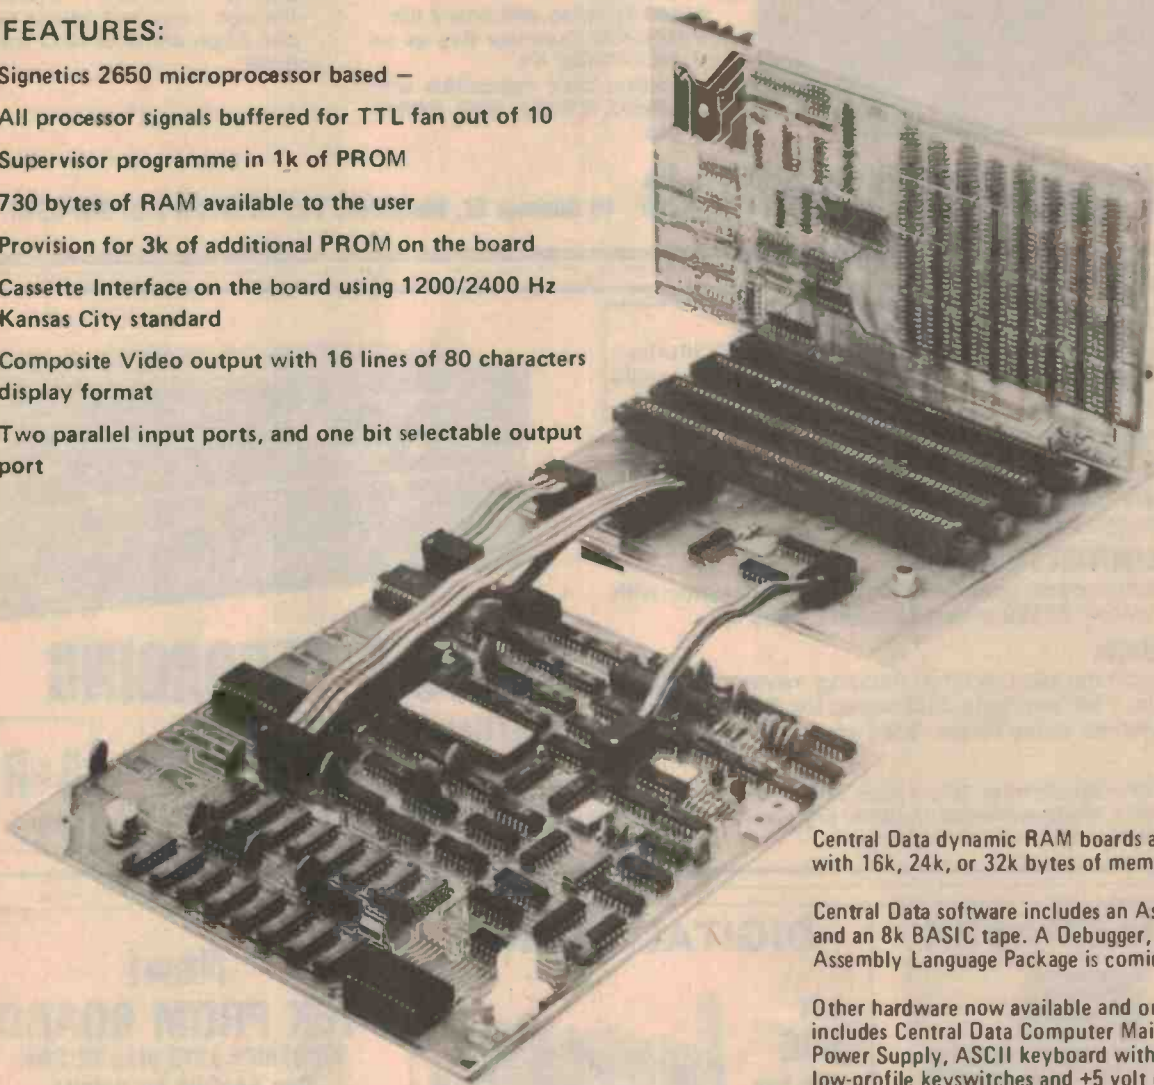 FEATURES:
Signetics 2650 microprocessor based —
All processor signals buffered for TTL fan out of 10
Supervisor programme in 1k of PROM
730 bytes of RAM available to the user
Provision for 3k of additional PROM on the board
Cassette Interface on the board using 1200/2400 Hz
Kansas City standard
Composite Video output with 16 lines of 80 characters
display format
Two parallel input ports, and one bit selectable output
port
Central Data dynamic RAM boards
with 16k, 24k, or 32k bytes of
Central Data software includes an
and an 8k BASIC tape. A Debugger,
Assembly Language Package is
Other hardware now available and
includes Central Data Computer
Power Supply, ASCII keyboard with
low-profile keyswitches and +5 volt